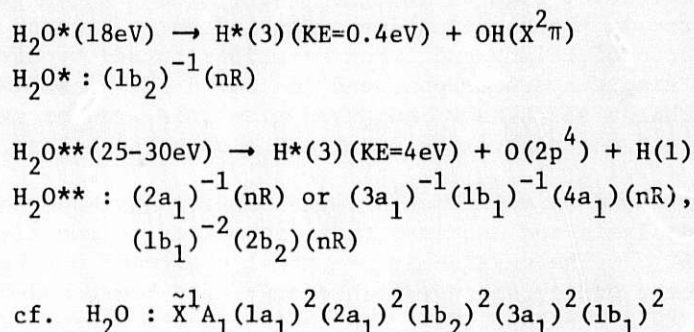 H₂O*(18eV) → H*(3)(KE=0.4eV) + OH(X²π)
H₂O* : (1b₂)⁻¹(nR)
H₂O**(25-30eV) → H*(3)(KE=4eV) + O(2p⁴) + H(1)
H₂O** : (2a₁)⁻¹(nR) or (3a₁)⁻¹(1b₁)⁻¹(4a₁)(nR),
(1b₁)⁻²(2b₂)(nR)
cf. H₂O : X̃¹A₁(1a₁)²(2a₁)²(1b₂)²(3a₁)²(1b₁)²